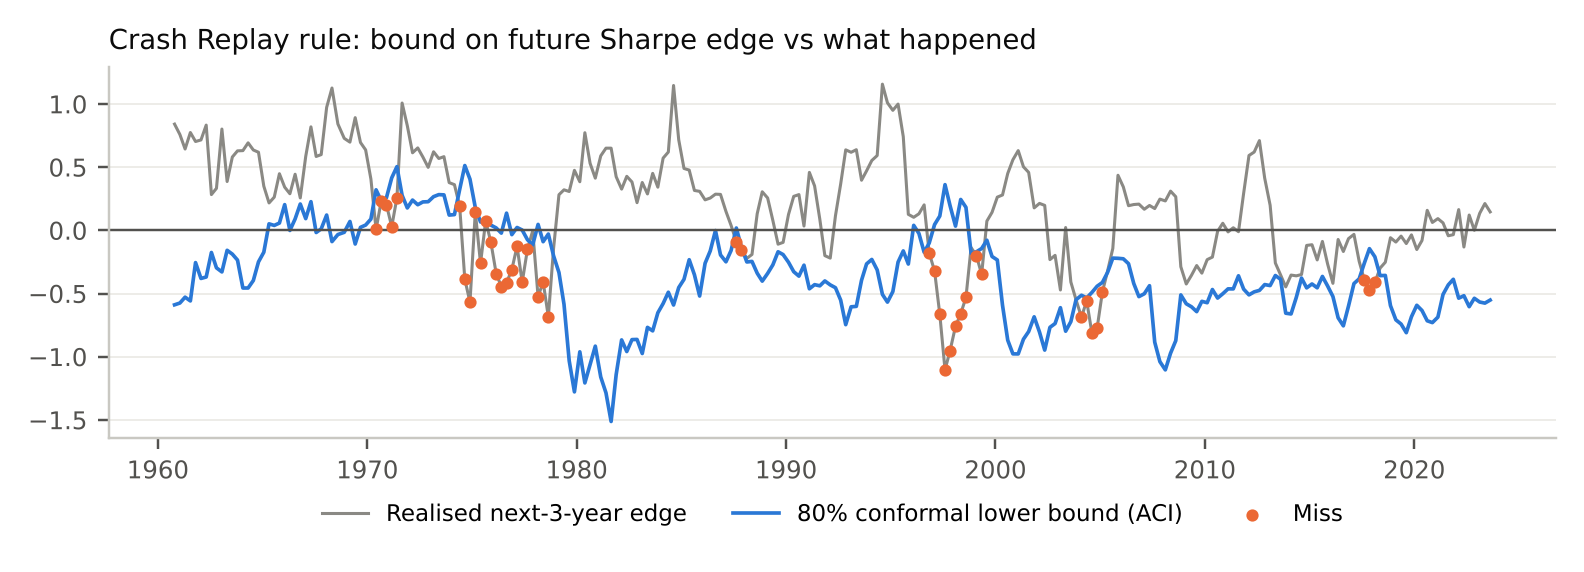 Crash Replay rule: bound on future Sharpe edge vs what happened
1.0
0.5
0.0
−0.5
−1.0
−1.5
1960 1970 1980 1990 2000 2010 2020
Realised next-3-year edge 80% conformal lower bound (ACI) Miss